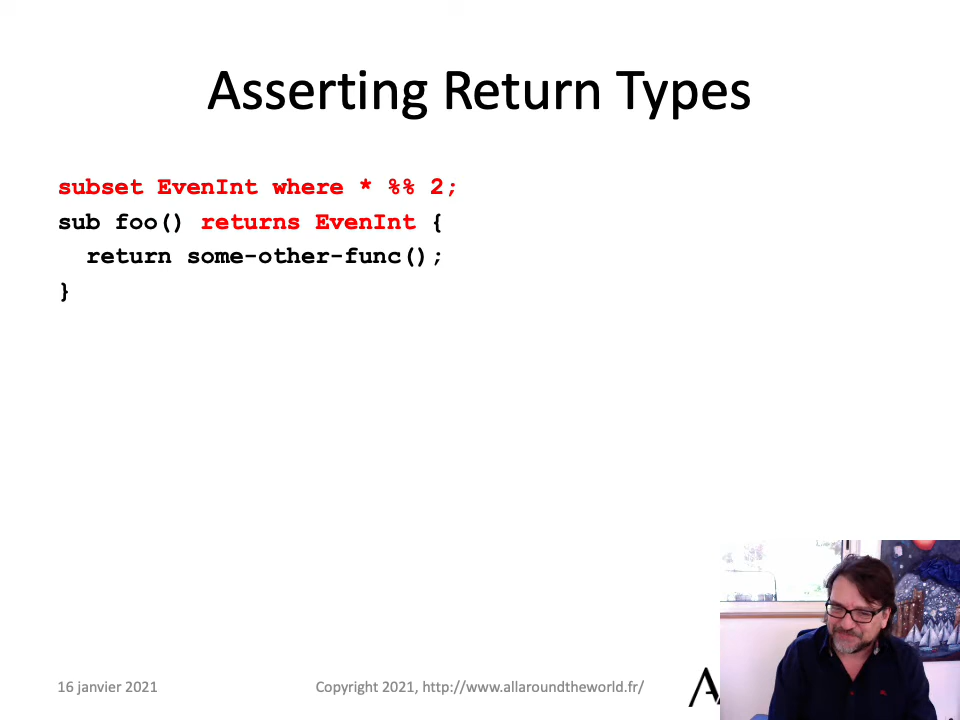 Asserting Return Types
subset EvenInt where * %% 2;
sub foo() returns EvenInt {
  return some-other-func();
}
16 janvier 2021
Copyright 2021, http://www.allaroundtheworld.fr/